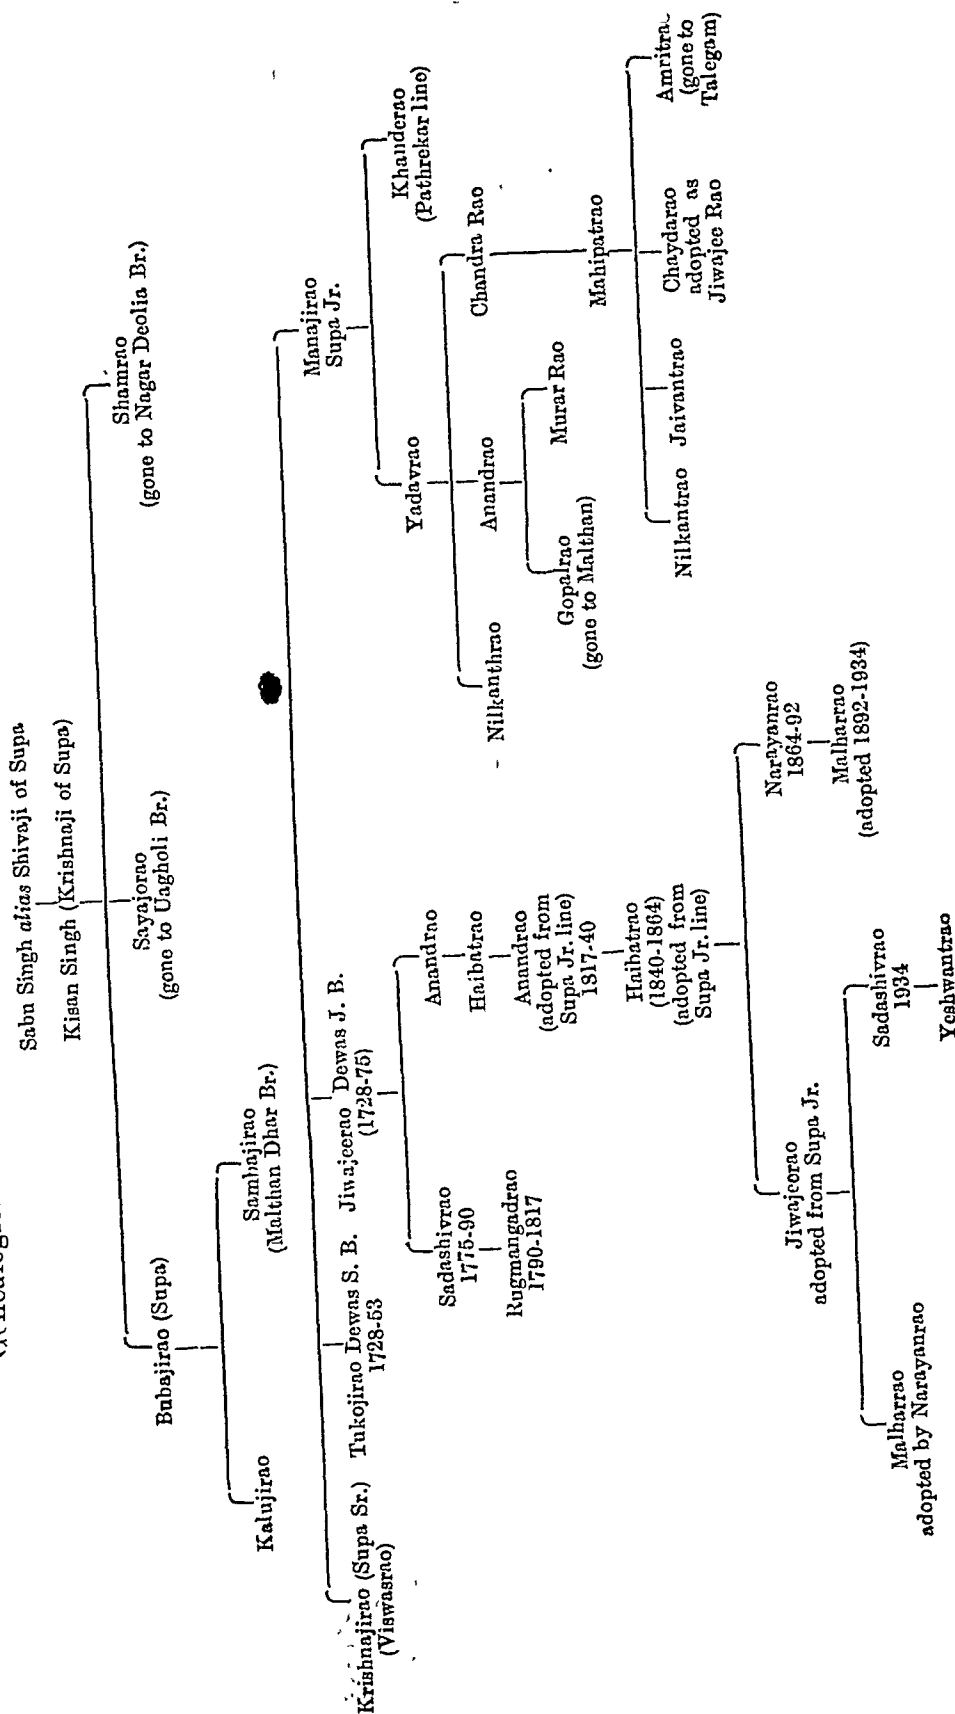 Sabu Singh alias Shivaji of Supa
Kisan Singh (Krishnaji of Supa)
Bubajirao (Supa)
Sayajorao
(gone to Uagholi Br.)
Shamrao
(gone to Nagar Deolia Br.)
Kalujirao
Sambajirao
(Malthan Dhar Br.)
Krishnajirao (Supa Sr.)
(Viswasrao)
Tukojirao Dewas S. B.
1728-53
Jiwajeerao Dewas J. B.
(1728-75)
Manajirao
Supa Jr.
Sadashivrao
1775-90
Anandrao
Yadavrao
Khanderao
(Pathrekar line)
Rugmangadrao
1790-1817
Haibatrao
Nilkanthrao
Anandrao
Chandra Rao
Anandrao
(adopted from
Supa Jr. line)
1817-40
Gopalrao
(gone to Malthan)
Murar Rao
Mahipatrao
Haibatrao
(1840-1864)
(adopted from
Supa Jr. line)
Nilkantrao
Jaivantrao
Chaydarao
adopted as
Jiwajee Rao
(gone to
Talegam)
Jiwajeerao
adopted from Supa Jr.
Narayanrao
1864-92
Malharrao
adopted by Narayanrao
Sadashivrao
1934
Malharrao
(adopted 1892-1934)
Yeshwantrao